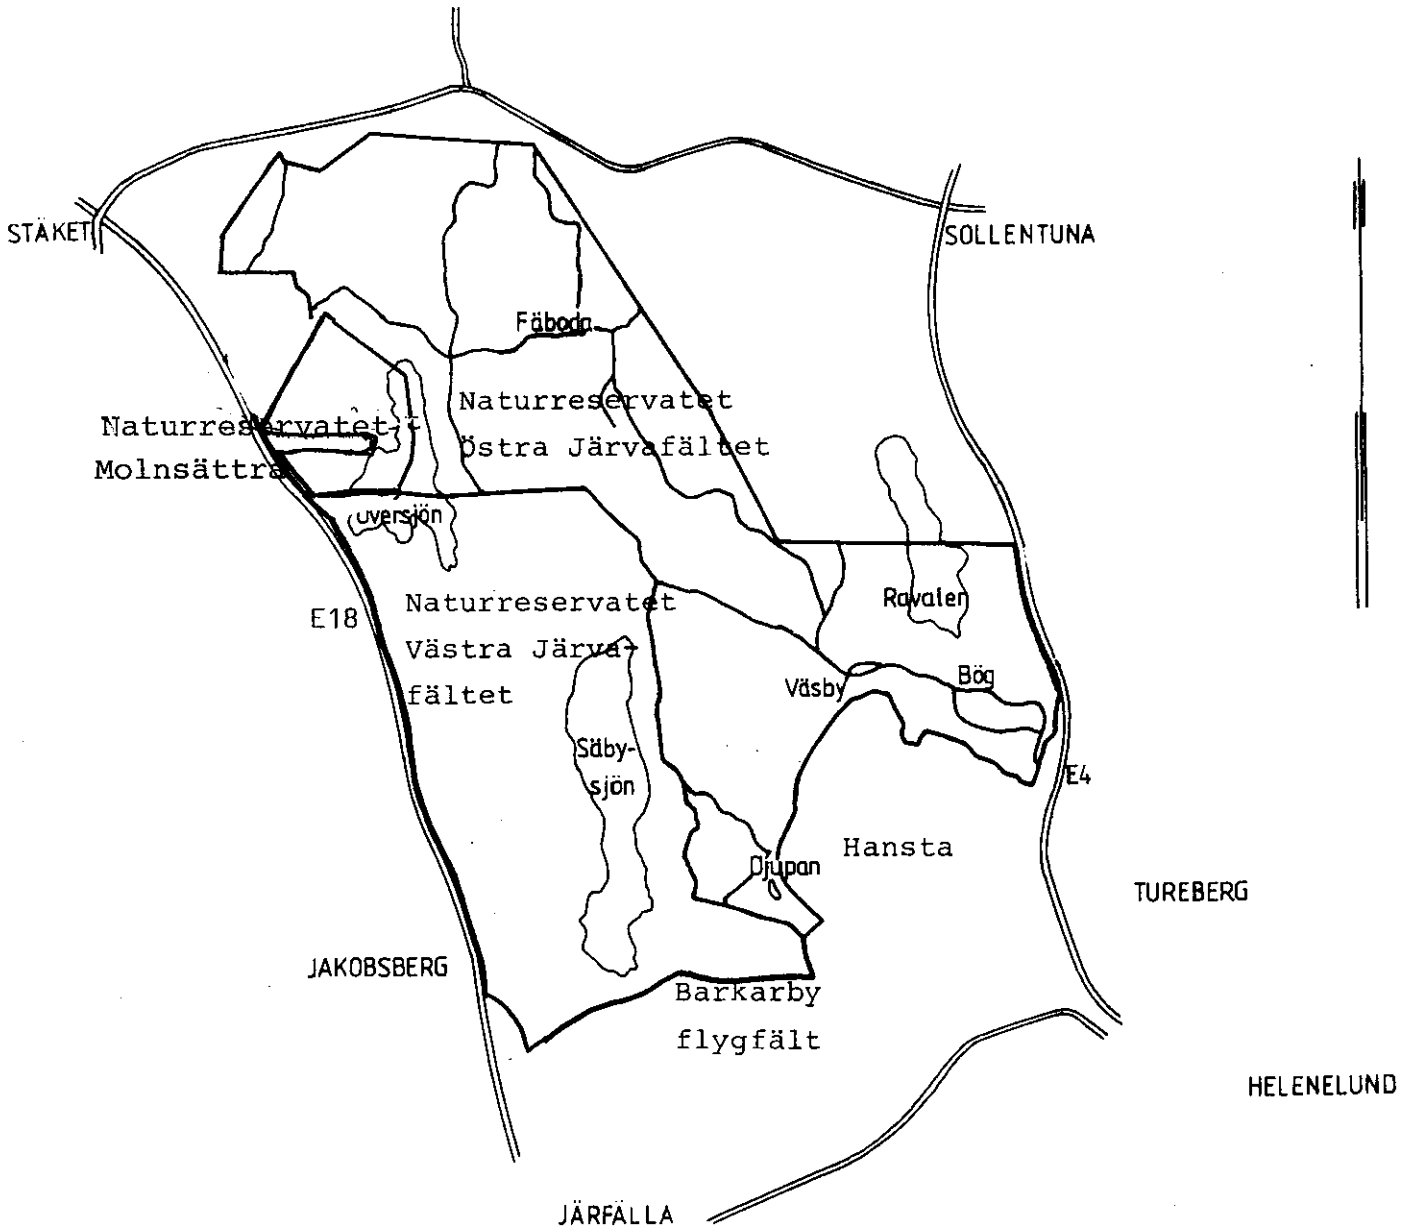 STÄKET
SOLLENTUNA
Fäboda
Naturreservatet
Östra Järvafältet
Naturreservatet
Molnsättra
Översjön
E18
Naturreservatet
Västra Järva-
fältet
Ravalen
Väsby
Bög
Säby-
sjön
E4
Djupan
Hansta
TUREBERG
JAKOBSBERG
Barkarby
flygfält
HELENELUND
JÄRFÄLLA